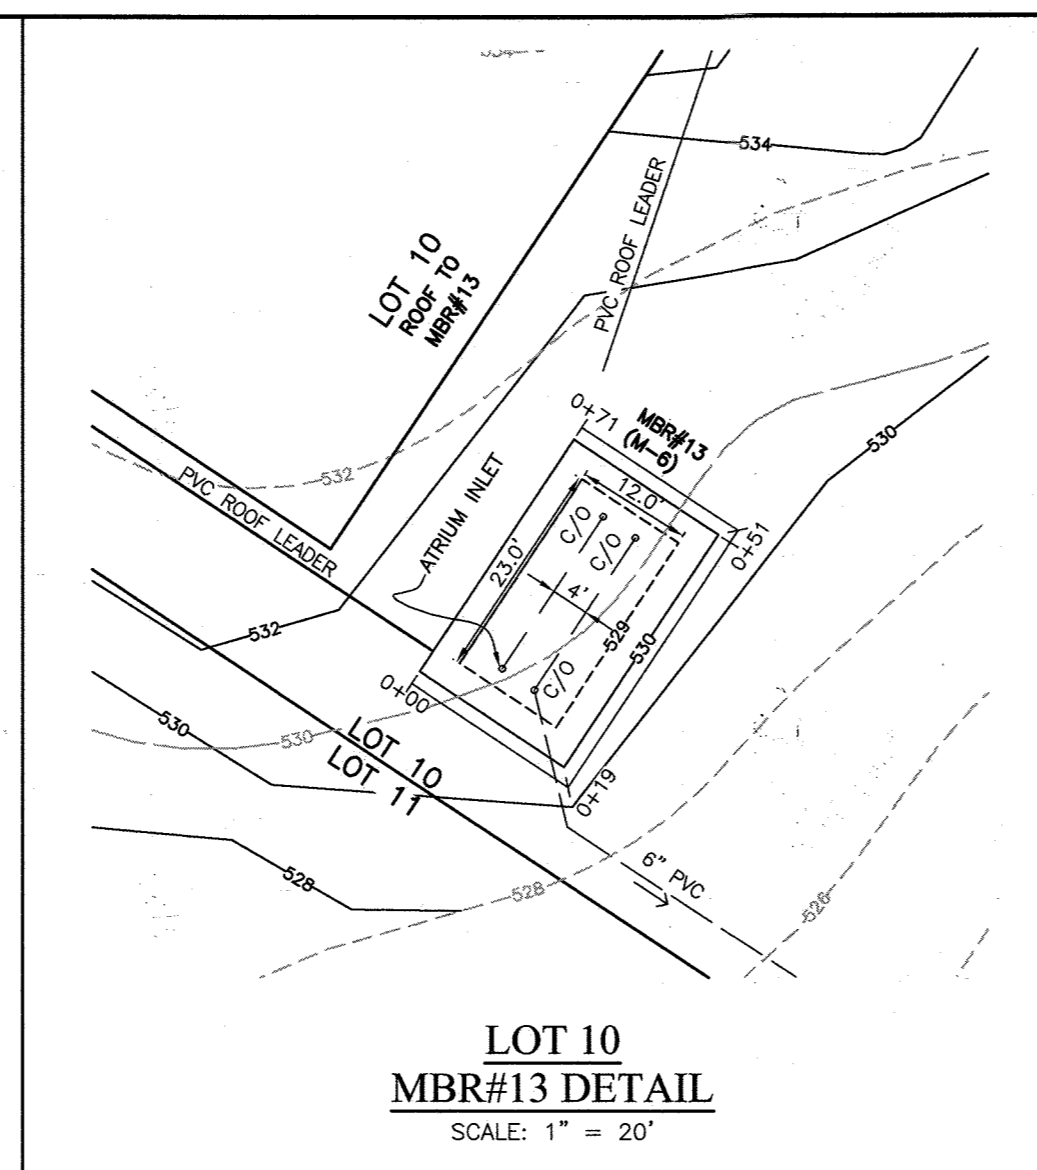 534
PVC ROOF LEADER
LOT 10
ROOF TO
MBR#13
530
0+71
MBR#13
(M-6)
532
ATRIUM INLET
12.0'
C/O
C/O
23.0'
0+51
PVC ROOF LEADER
4'
529
530
532
C/O
0+00
530
530
LOT 10
LOT 11
0+19
6" PVC
528
528
526
LOT 10
MBR#13 DETAIL
SCALE: 1" = 20'